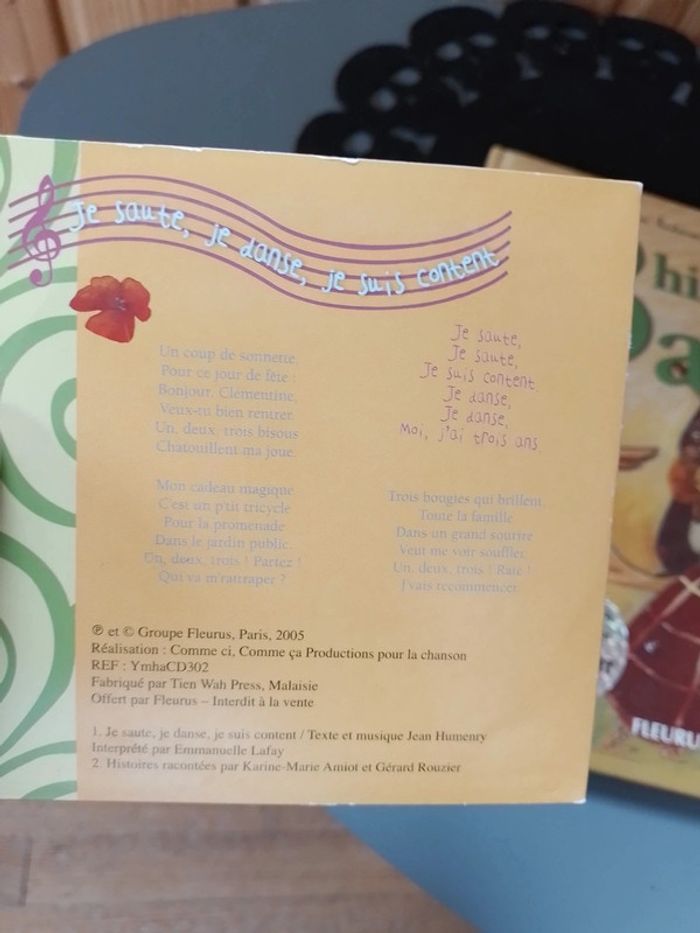 Je saute, je danse, je suis content
Un coup de sonnette,
Pour ce jour de fête :
Bonjour, Clémentine,
Veux-tu bien rentrer.
Un, deux, trois bisous
Chatouillent ma joue.
Mon cadeau magique
C'est un p'tit tricycle
Pour la promenade
Dans le jardin public.
Un, deux, trois ! Partez !
Qui va m'rattraper ?
Je saute,
Je saute,
Je suis content.
Je danse,
Je danse,
Moi, j'ai trois ans.
Trois bougies qui brillent,
Toute la famille
Dans un grand sourire
Veut me voir souffler.
Un, deux, trois ! Raté !
J'vais recommencer.
℗ et © Groupe Fleurus, Paris, 2005
Réalisation : Comme ci, Comme ça Productions pour la chanson
REF : YmhaCD302
Fabriqué par Tien Wah Press, Malaisie
Offert par Fleurus – Interdit à la vente
1. Je saute, je danse, je suis content / Texte et musique Jean Humenry
Interprété par Emmanuelle Lafay
2. Histoires racontées par Karine-Marie Amiot et Gérard Rouzier
FLEURU